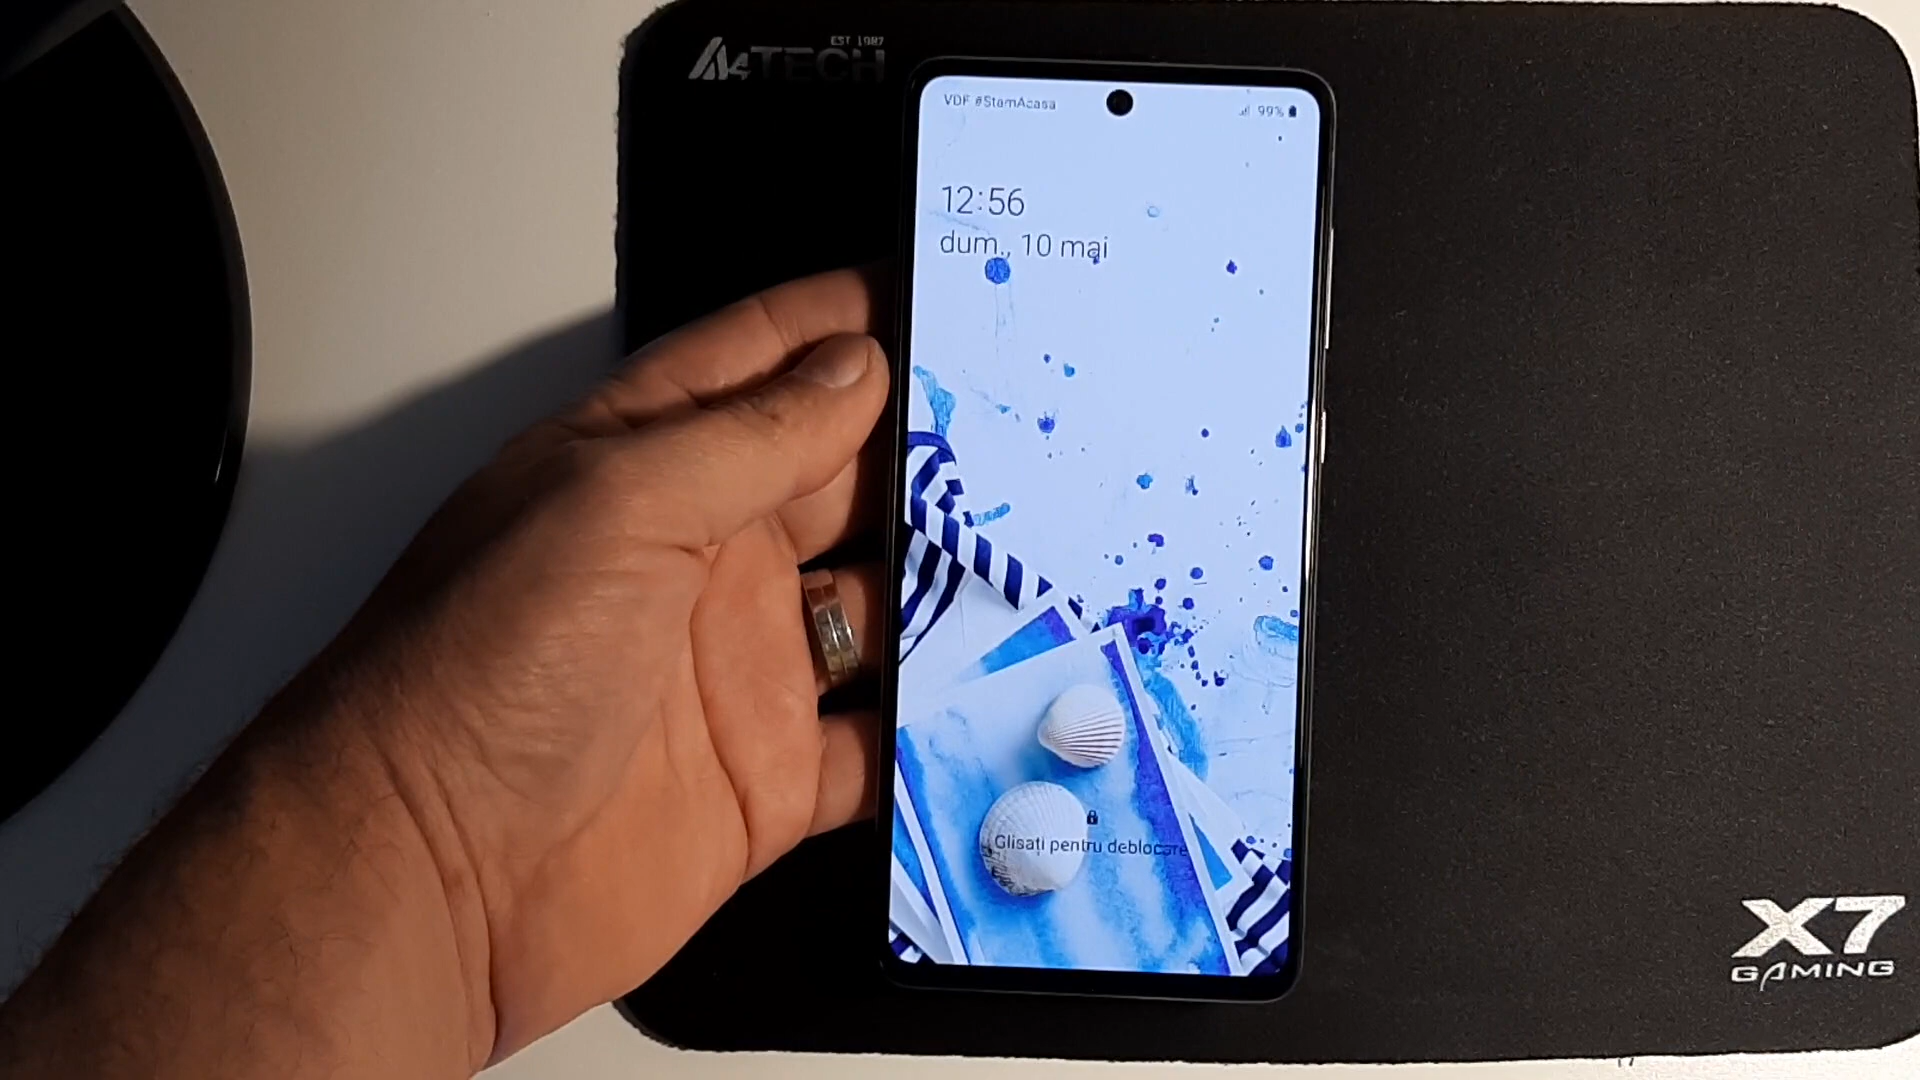 EST 1987
A4TECH
VDF #StamAcasa
99%
12:56
dum., 10 mai
Glisați pentru deblocare
X7
GAMING